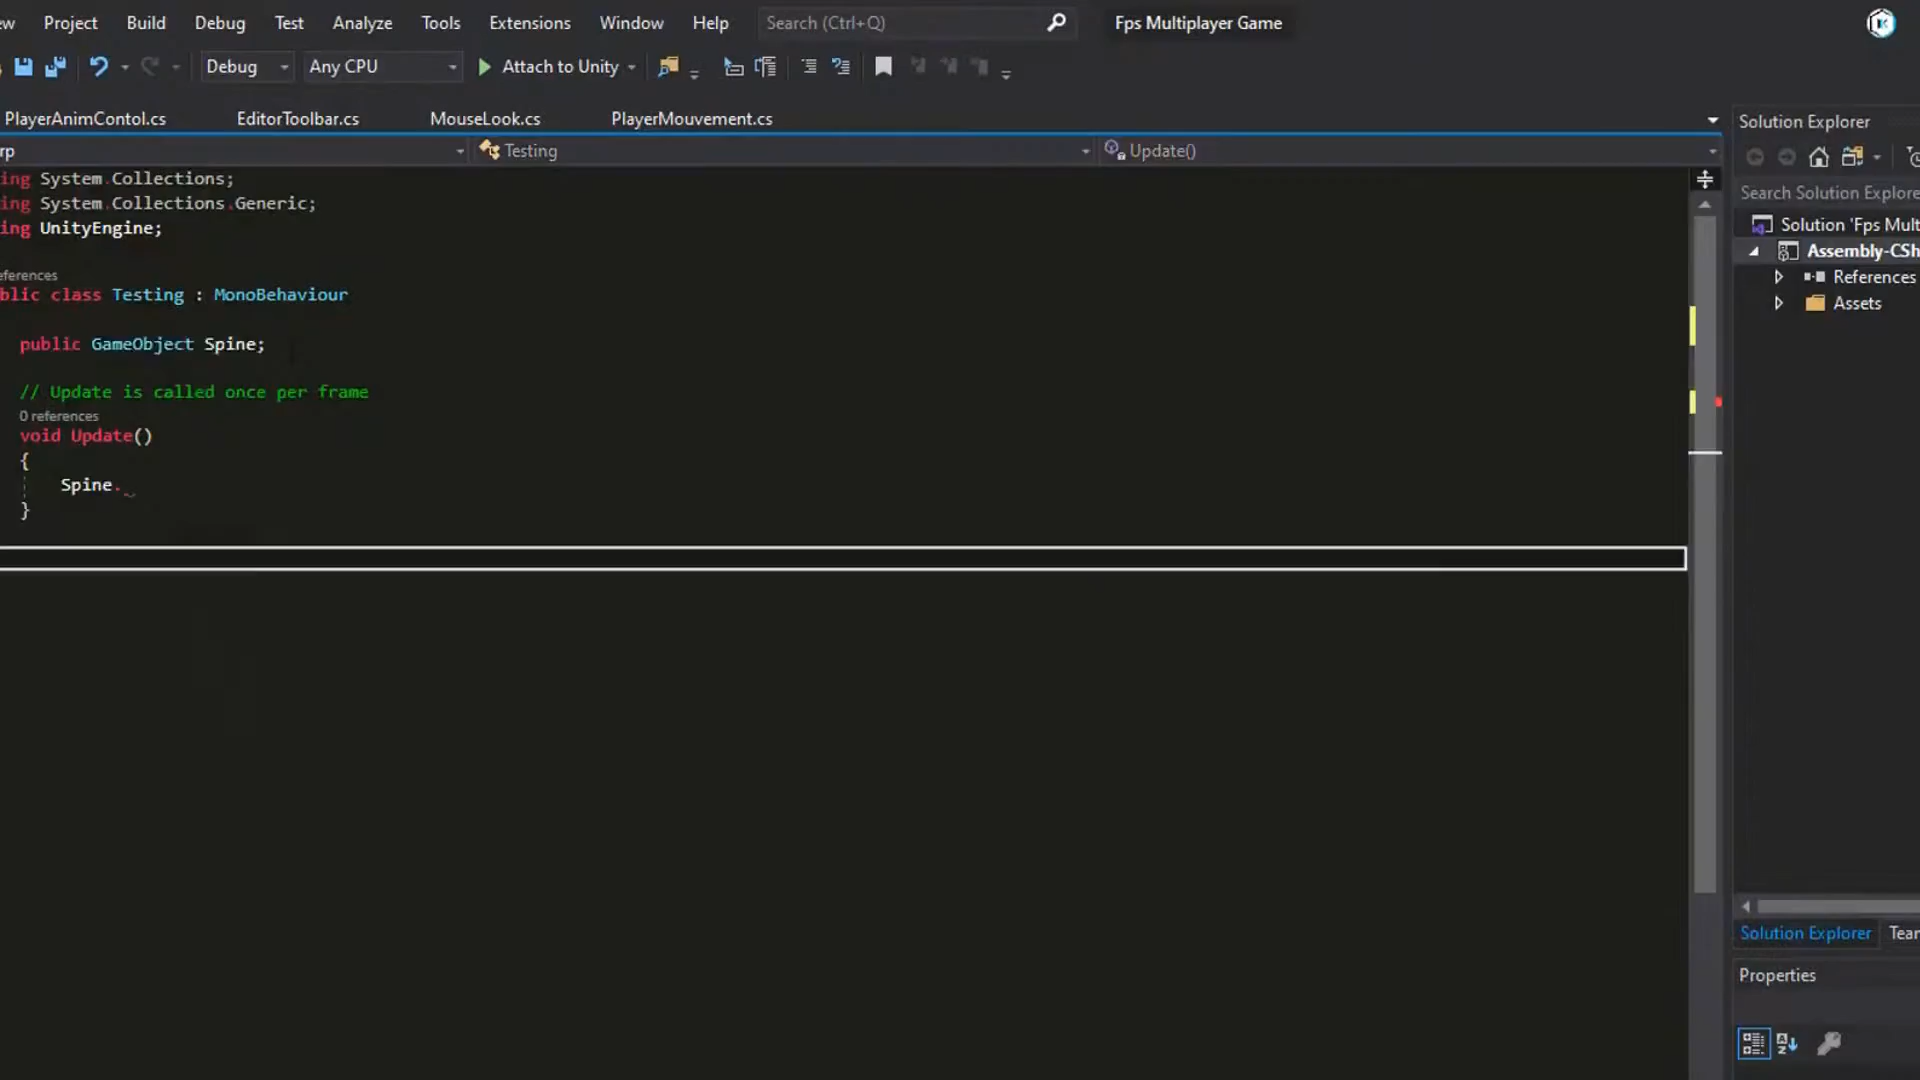 Project Build Debug Test Analyze Tools Extensions Window Help Search (Ctrl+Q) Fps Multiplayer Game
Debug Any CPU Attach to Unity
PlayerAnimContol.cs EditorToolbar.cs MouseLook.cs PlayerMouvement.cs
rp Testing Update()
ing System.Collections;
ing System.Collections.Generic;
ing UnityEngine;
eferences
blic class Testing : MonoBehaviour
public GameObject Spine;
// Update is called once per frame
0 references
void Update()
{
Spine.
}
Solution Explorer
Search Solution Explore
Solution 'Fps Mult
Assembly-CSh
References
Assets
Solution Explorer Tear
Properties